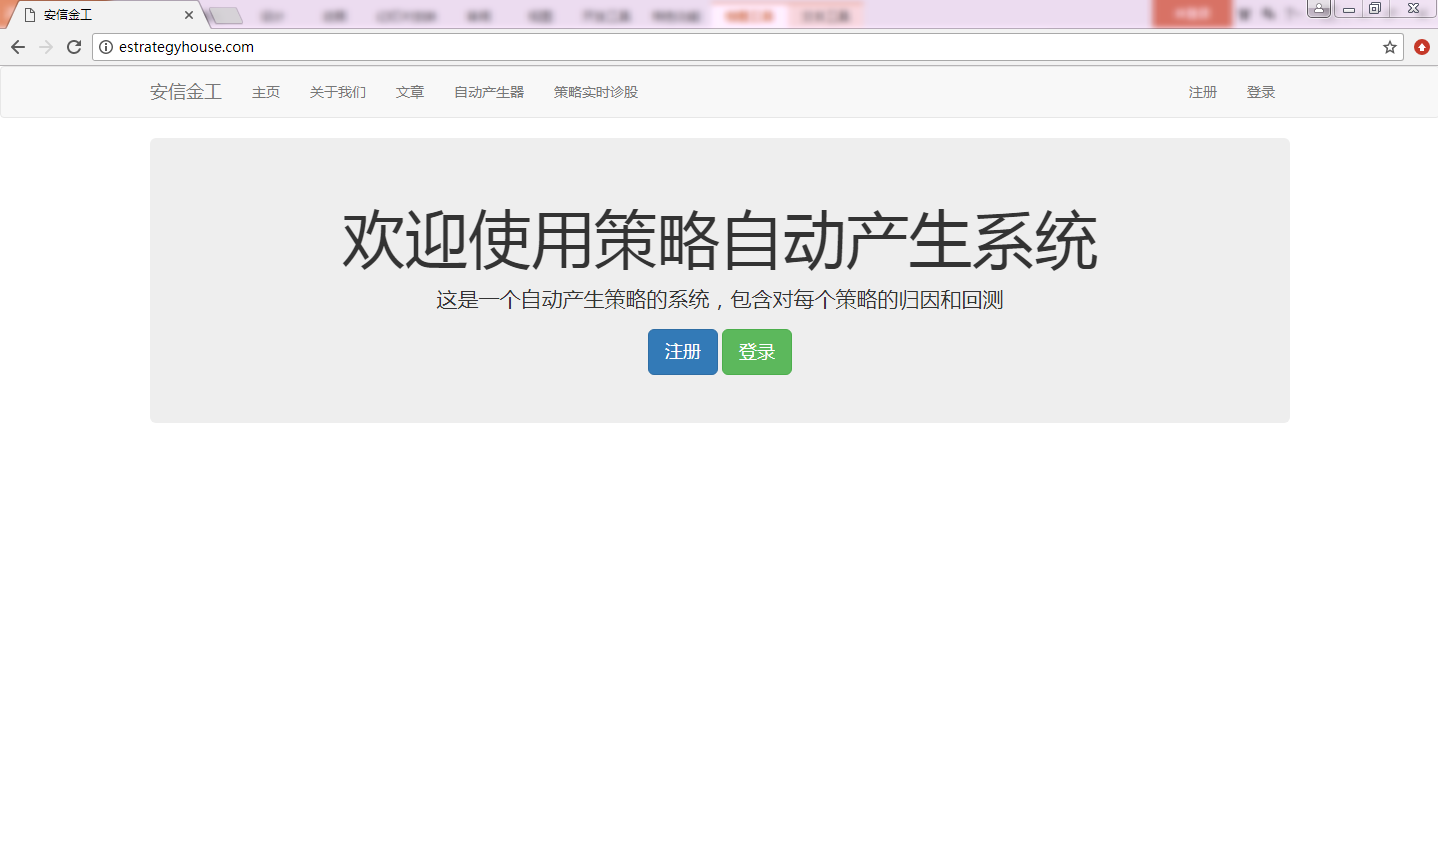 安信金工
estrategyhouse.com
安信金工 主页 关于我们 文章 自动产生器 策略实时诊股 注册 登录
欢迎使用策略自动产生系统
这是一个自动产生策略的系统，包含对每个策略的归因和回测
注册 登录